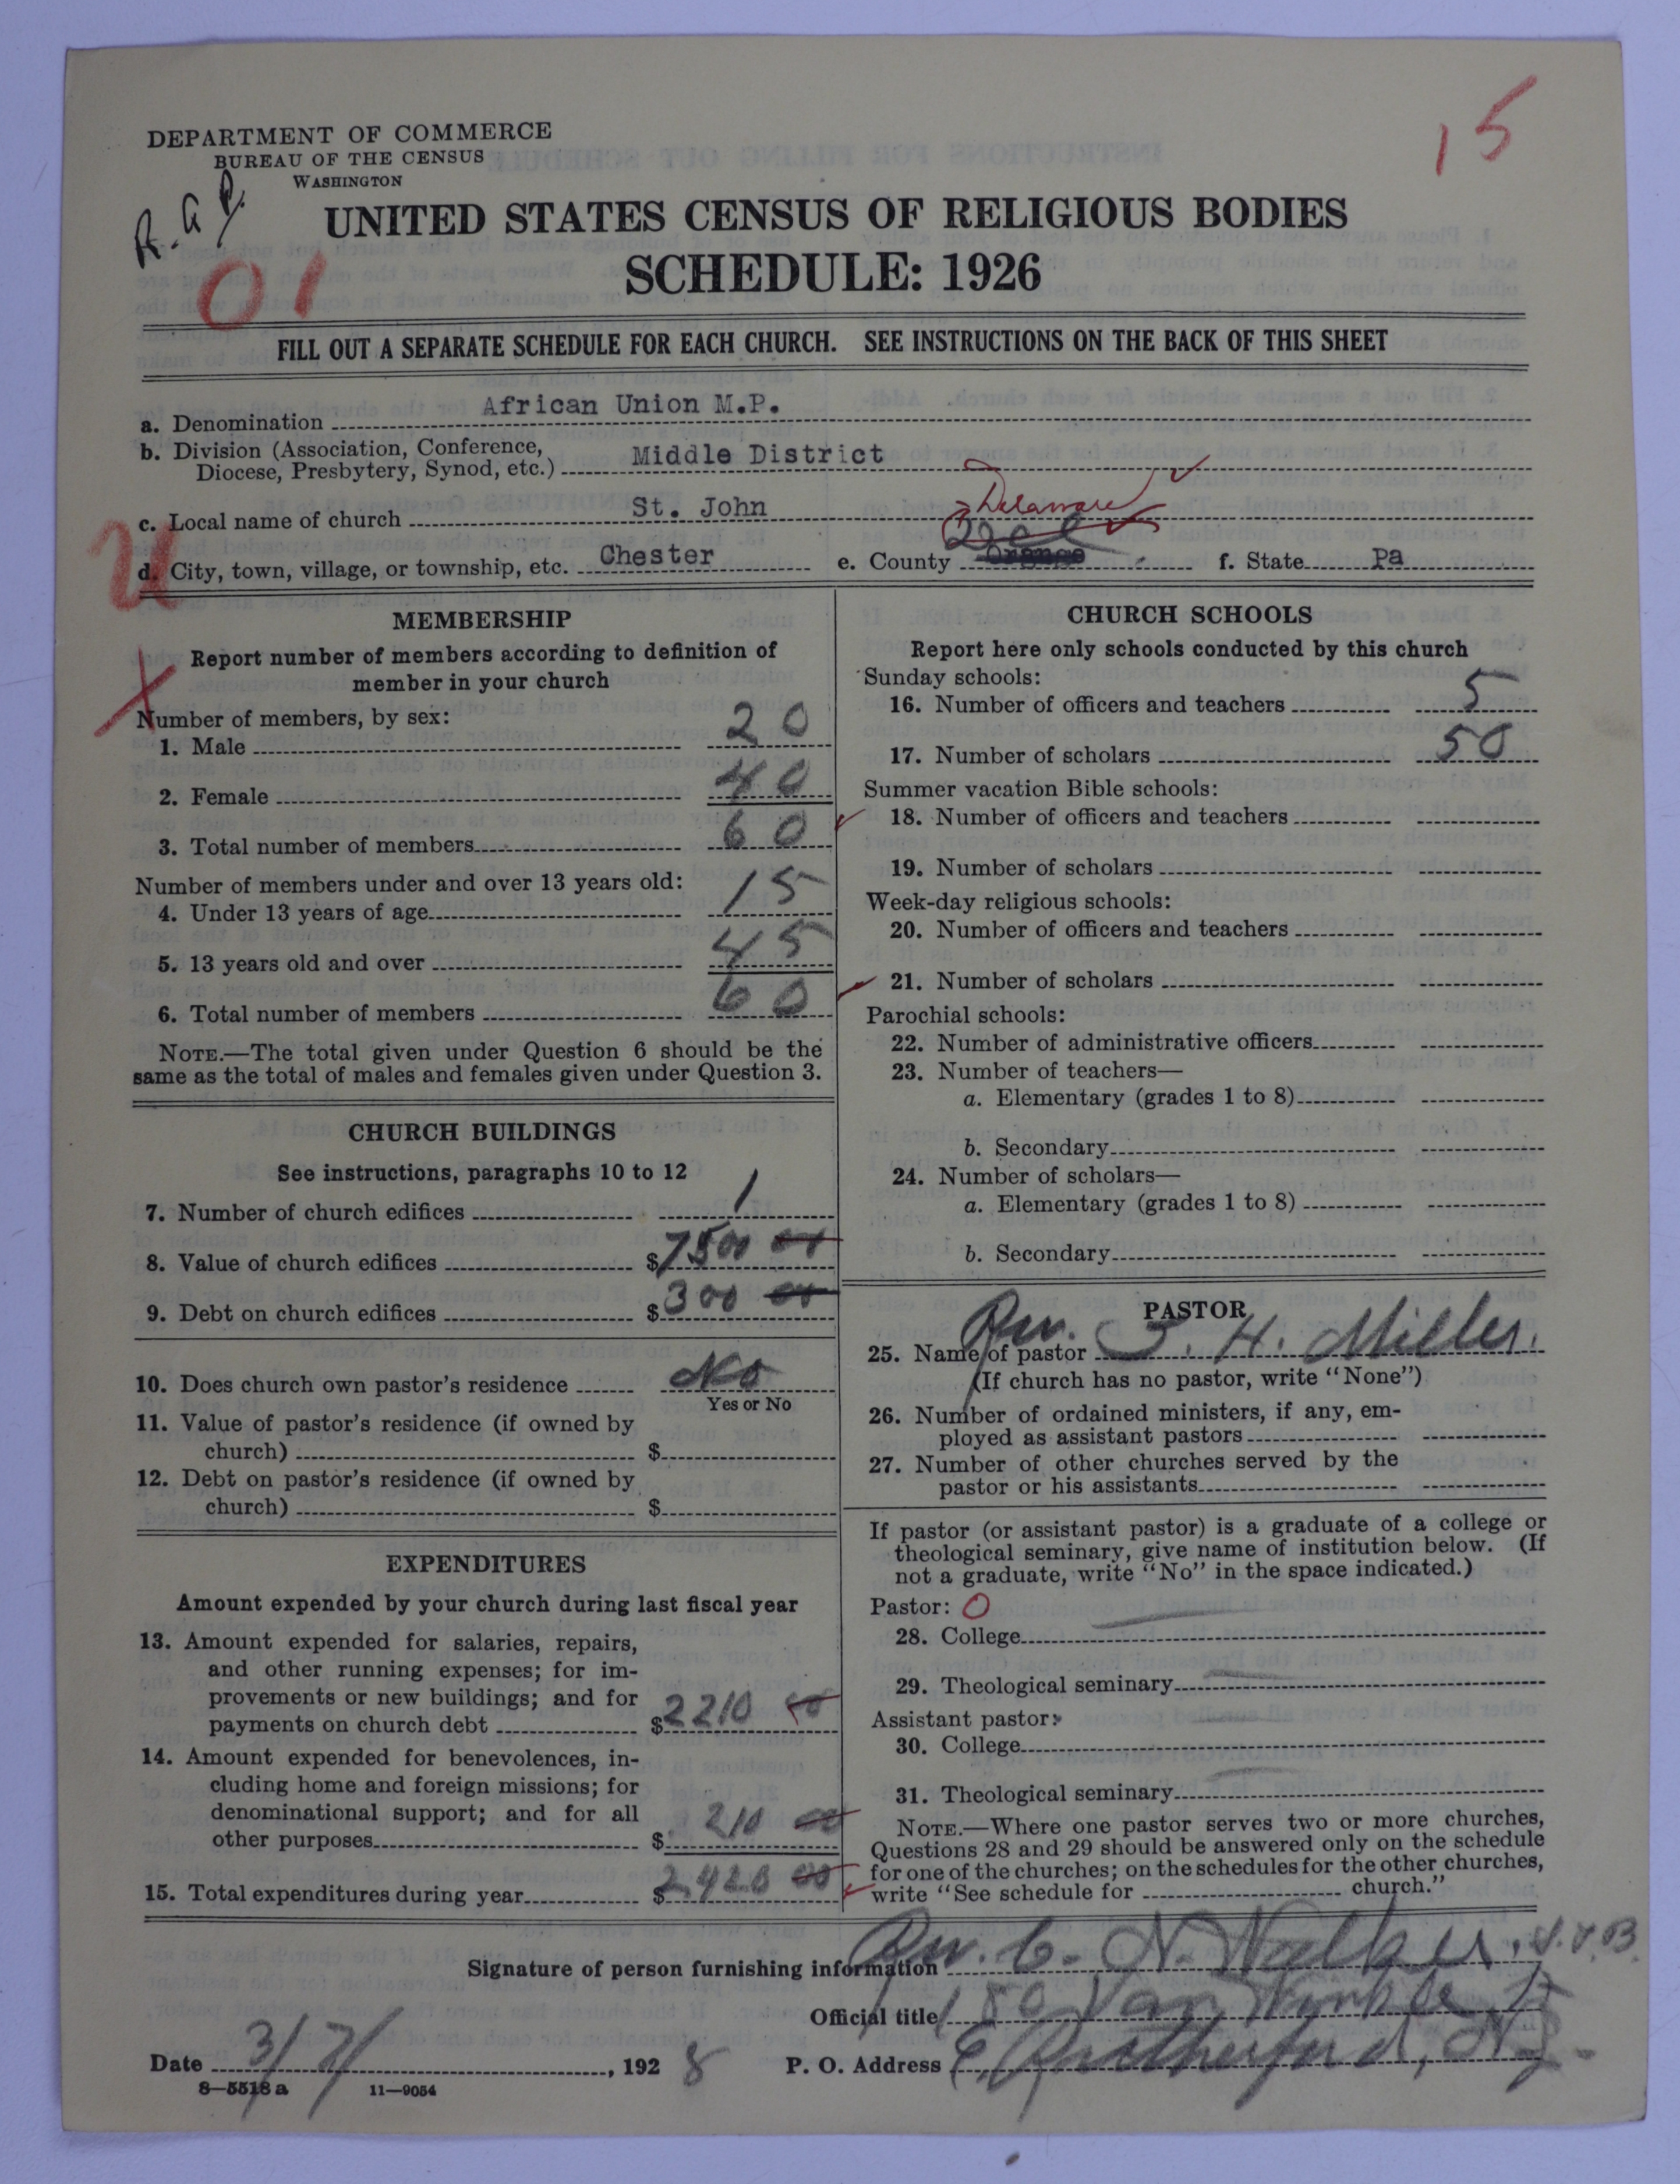 15
DEPARTMENT OF COMMERCE
BUREAU OF THE CENSUS
WASHINGTON
01
UNITED STATES CENSUS OF RELIGIOUS BODIES
SCHEDULE: 1926
FILL OUT A SEPARATE SCHEDULE FOR EACH CHURCH. SEE INSTRUCTIONS ON THE BACK OF THIS SHEET
a. Denomination African Union M.P.
b. Division (Association, Conference,
Diocese, Presbytery, Synod, etc.) Middle District
Delaware
c. Local name of church St. John
d. City, town, village, or township, etc. Chester e. County Orange f. State Pa
U
MEMBERSHIP
Report number of members according to definition of
member in your church
X
Number of members, by sex:
1. Male 20
2. Female 40
3. Total number of members 60
Number of members under and over 13 years old:
4. Under 13 years of age 15
5. 13 years old and over 45
6. Total number of members 60
NOTE.—The total given under Question 6 should be the
same as the total of males and females given under Question 3.
CHURCH BUILDINGS
See instructions, paragraphs 10 to 12
7. Number of church edifices 1
8. Value of church edifices $7500 00
9. Debt on church edifices $300 00
10. Does church own pastor's residence No
Yes or No
11. Value of pastor's residence (if owned by
church) $
12. Debt on pastor's residence (if owned by
church) $
EXPENDITURES
Amount expended by your church during last fiscal year
13. Amount expended for salaries, repairs,
and other running expenses; for im-
provements or new buildings; and for
payments on church debt $2210 00
14. Amount expended for benevolences, in-
cluding home and foreign missions; for
denominational support; and for all
other purposes $ 210 00
15. Total expenditures during year $2,420 00
CHURCH SCHOOLS
Report here only schools conducted by this church
Sunday schools:
16. Number of officers and teachers 5
17. Number of scholars 50
Summer vacation Bible schools:
18. Number of officers and teachers
19. Number of scholars
Week-day religious schools:
20. Number of officers and teachers
21. Number of scholars
Parochial schools:
22. Number of administrative officers
23. Number of teachers—
a. Elementary (grades 1 to 8)
b. Secondary
24. Number of scholars—
a. Elementary (grades 1 to 8)
b. Secondary
PASTOR
25. Name of pastor Rev. J. H. Miller.
(If church has no pastor, write "None")
26. Number of ordained ministers, if any, em-
ployed as assistant pastors
27. Number of other churches served by the
pastor or his assistants
If pastor (or assistant pastor) is a graduate of a college or
theological seminary, give name of institution below. (If
not a graduate, write "No" in the space indicated.)
Pastor: O
28. College
29. Theological seminary
Assistant pastor:
30. College
31. Theological seminary
NOTE.—Where one pastor serves two or more churches,
Questions 28 and 29 should be answered only on the schedule
for one of the churches; on the schedules for the other churches,
write "See schedule for church."
Signature of person furnishing information Rev. C. N. Walker.
Official title 180 Van Winkle St
Date 3/7/, 1928 P. O. Address E, Rutherford, N.J.
8—5518 a 11—9054